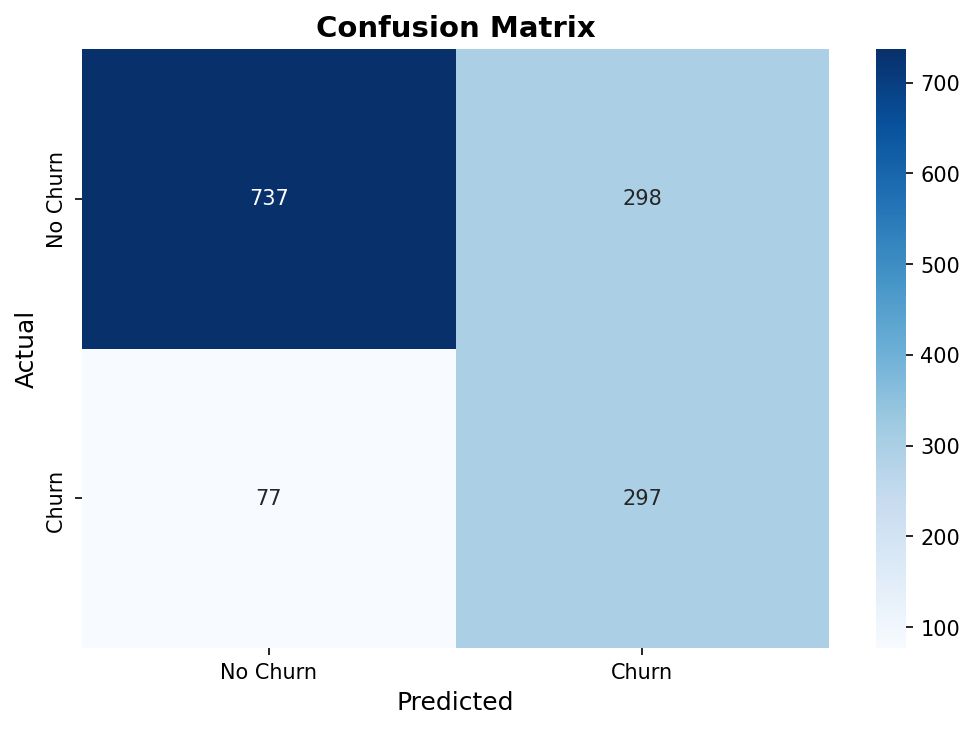 Confusion Matrix
Actual
No Churn
Churn
737
298
77
297
No Churn
Churn
Predicted
700
600
500
400
300
200
100